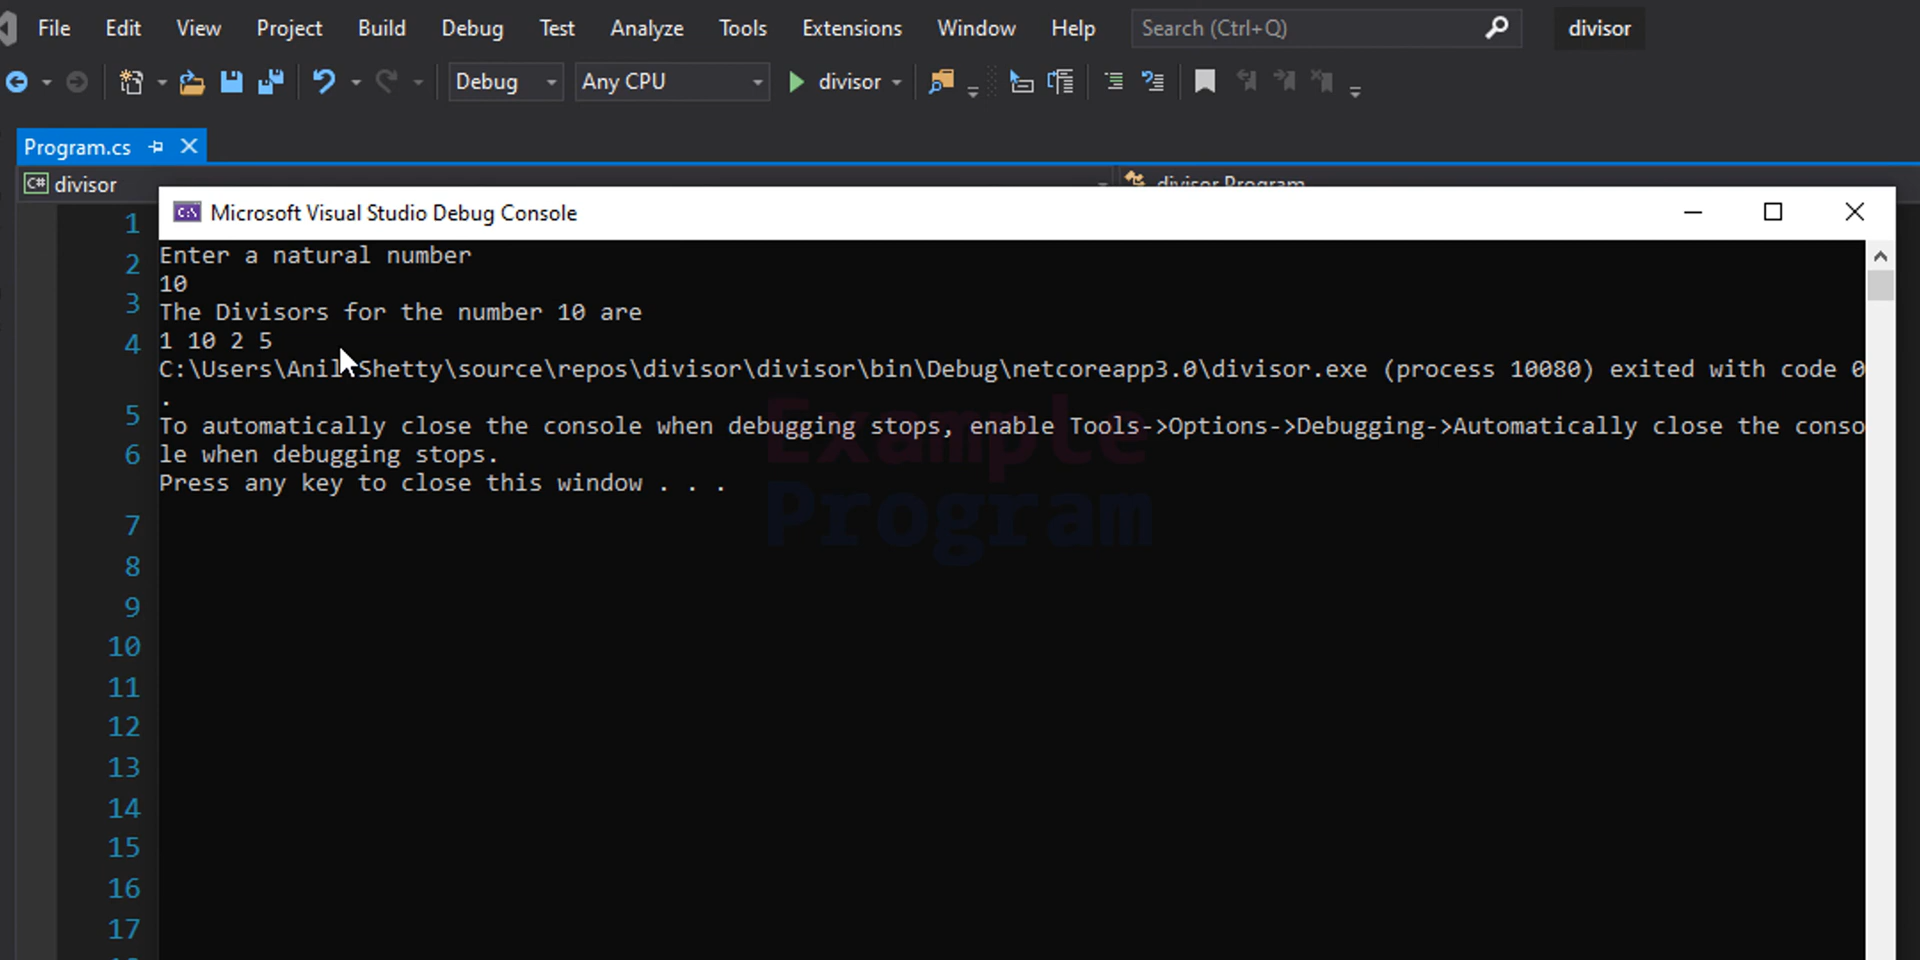 File Edit View Project Build Debug Test Analyze Tools Extensions Window Help Search (Ctrl+Q) divisor
Debug Any CPU divisor
Program.cs
C# divisor divisor.Program
C:\ Microsoft Visual Studio Debug Console
1
Enter a natural number
2
10
3
The Divisors for the number 10 are
4
1 10 2 5
C:\Users\Anil Shetty\source\repos\divisor\divisor\bin\Debug\netcoreapp3.0\divisor.exe (process 10080) exited with code 0
.
5
To automatically close the console when debugging stops, enable Tools->Options->Debugging->Automatically close the conso
6
le when debugging stops.
Press any key to close this window . . .
Example
Program
7
8
9
10
11
12
13
14
15
16
17